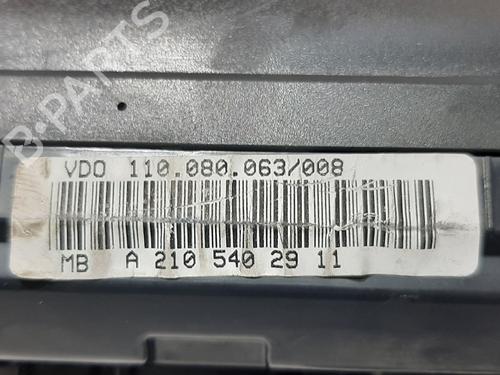 B-PARTS
VDO 110.080.063/008
MB A 210 540 29 11